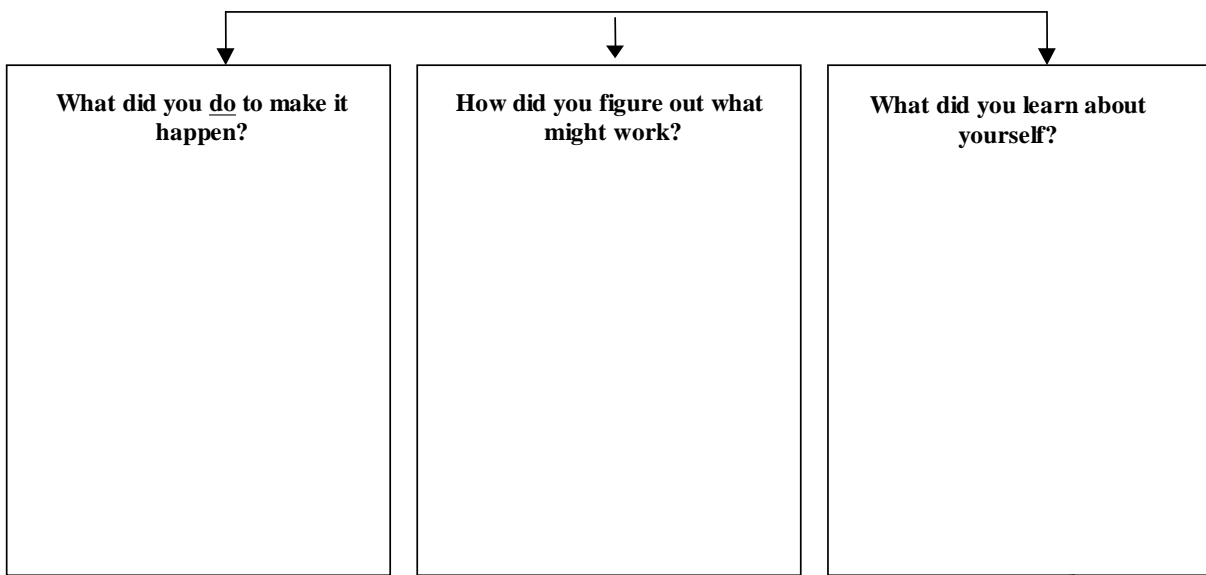 What did you do to make it
happen?
How did you figure out what
might work?
What did you learn about
yourself?